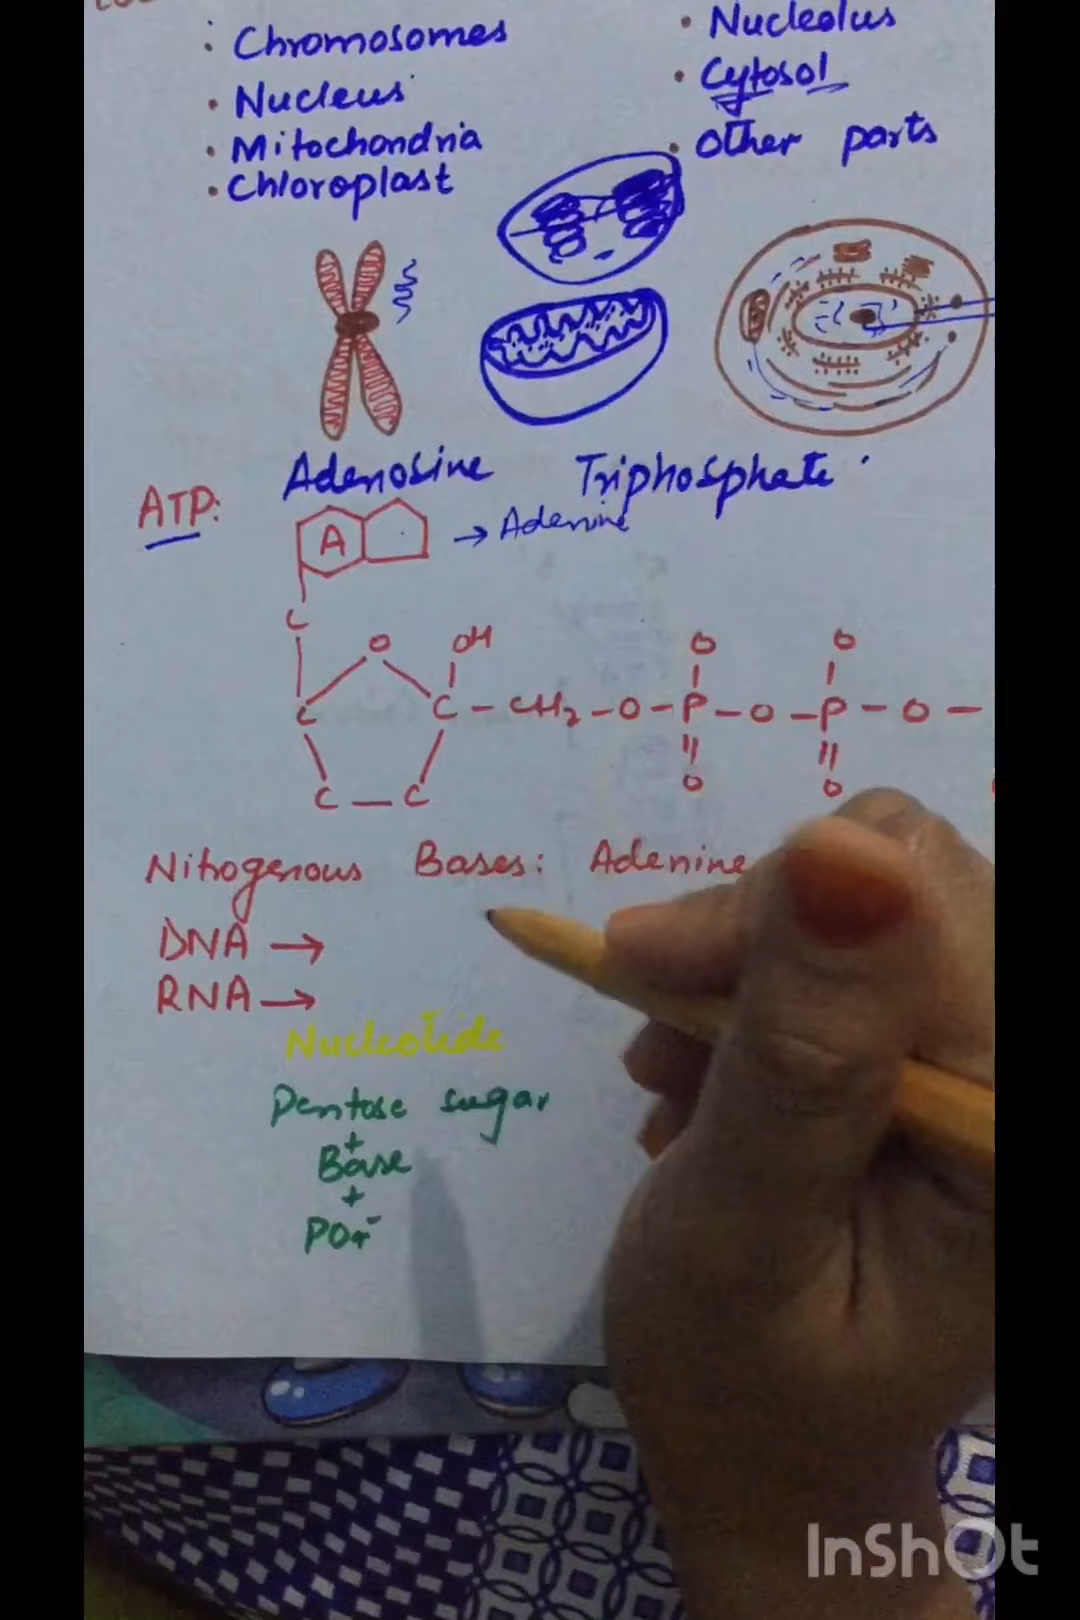 : Chromosomes
• Nucleus
• Mitochondria
• Chloroplast
• Nucleolus
• Cytosol
• Other parts
ATP: Adenosine Triphosphate
A → Adenine
C
O OH O O
C C - CH2 - O - P - O - P - O -
O O
C - C
Nitrogenous Bases: Adenine
DNA →
RNA →
Nucleotide
Pentose sugar
+
Base
+
PO4-
InShOt